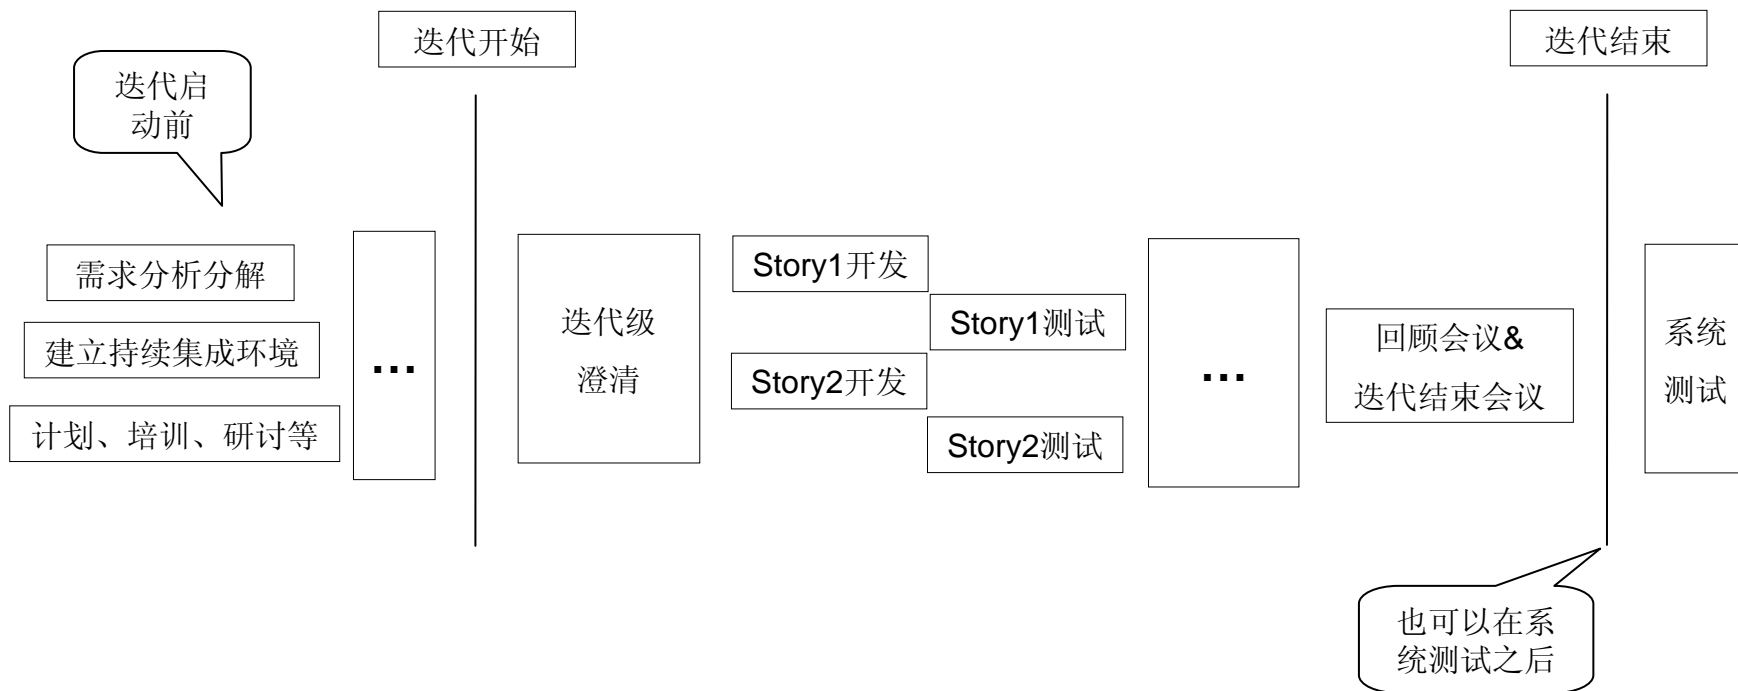 迭代开始
迭代结束
迭代启
动前
需求分析分解
建立持续集成环境
计划、培训、研讨等
...
迭代级
澄清
Story1开发
Story1测试
Story2开发
Story2测试
...
回顾会议&
迭代结束会议
系统
测试
也可以在系
统测试之后